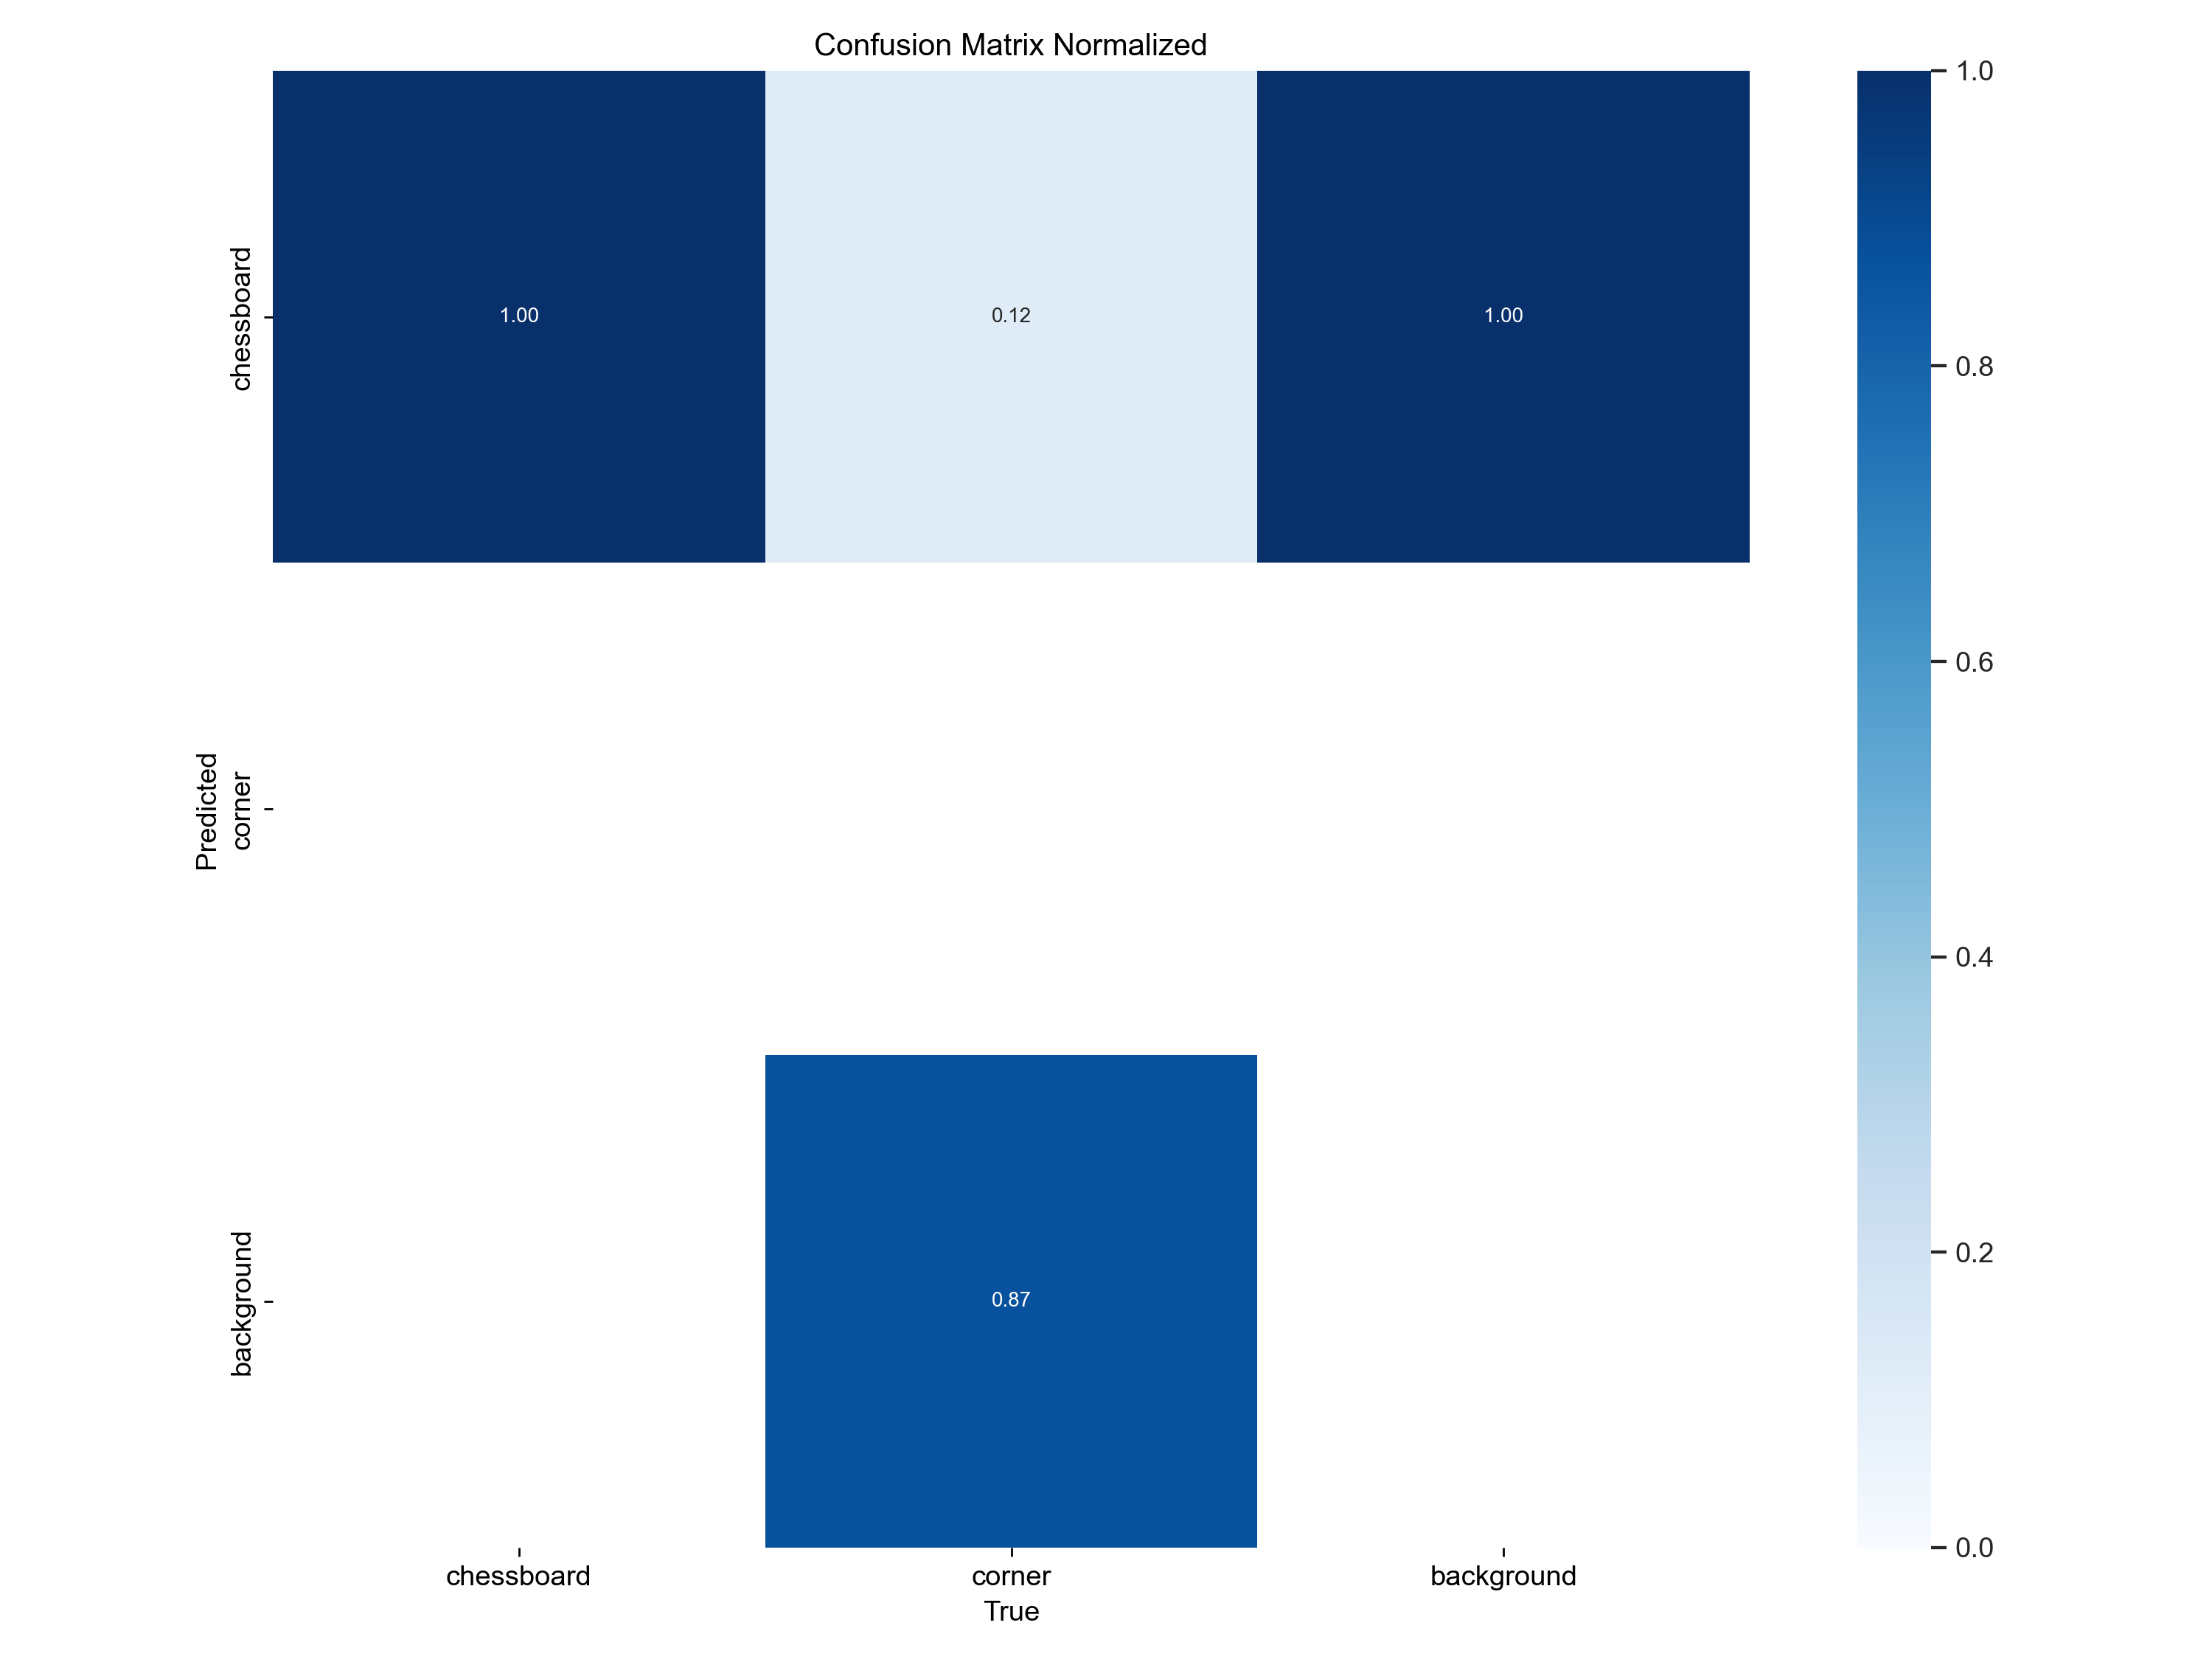 Confusion Matrix Normalized
chessboard
1.00
0.12
1.00
Predicted
corner
background
0.87
chessboard
corner
background
True
1.0
0.8
0.6
0.4
0.2
0.0